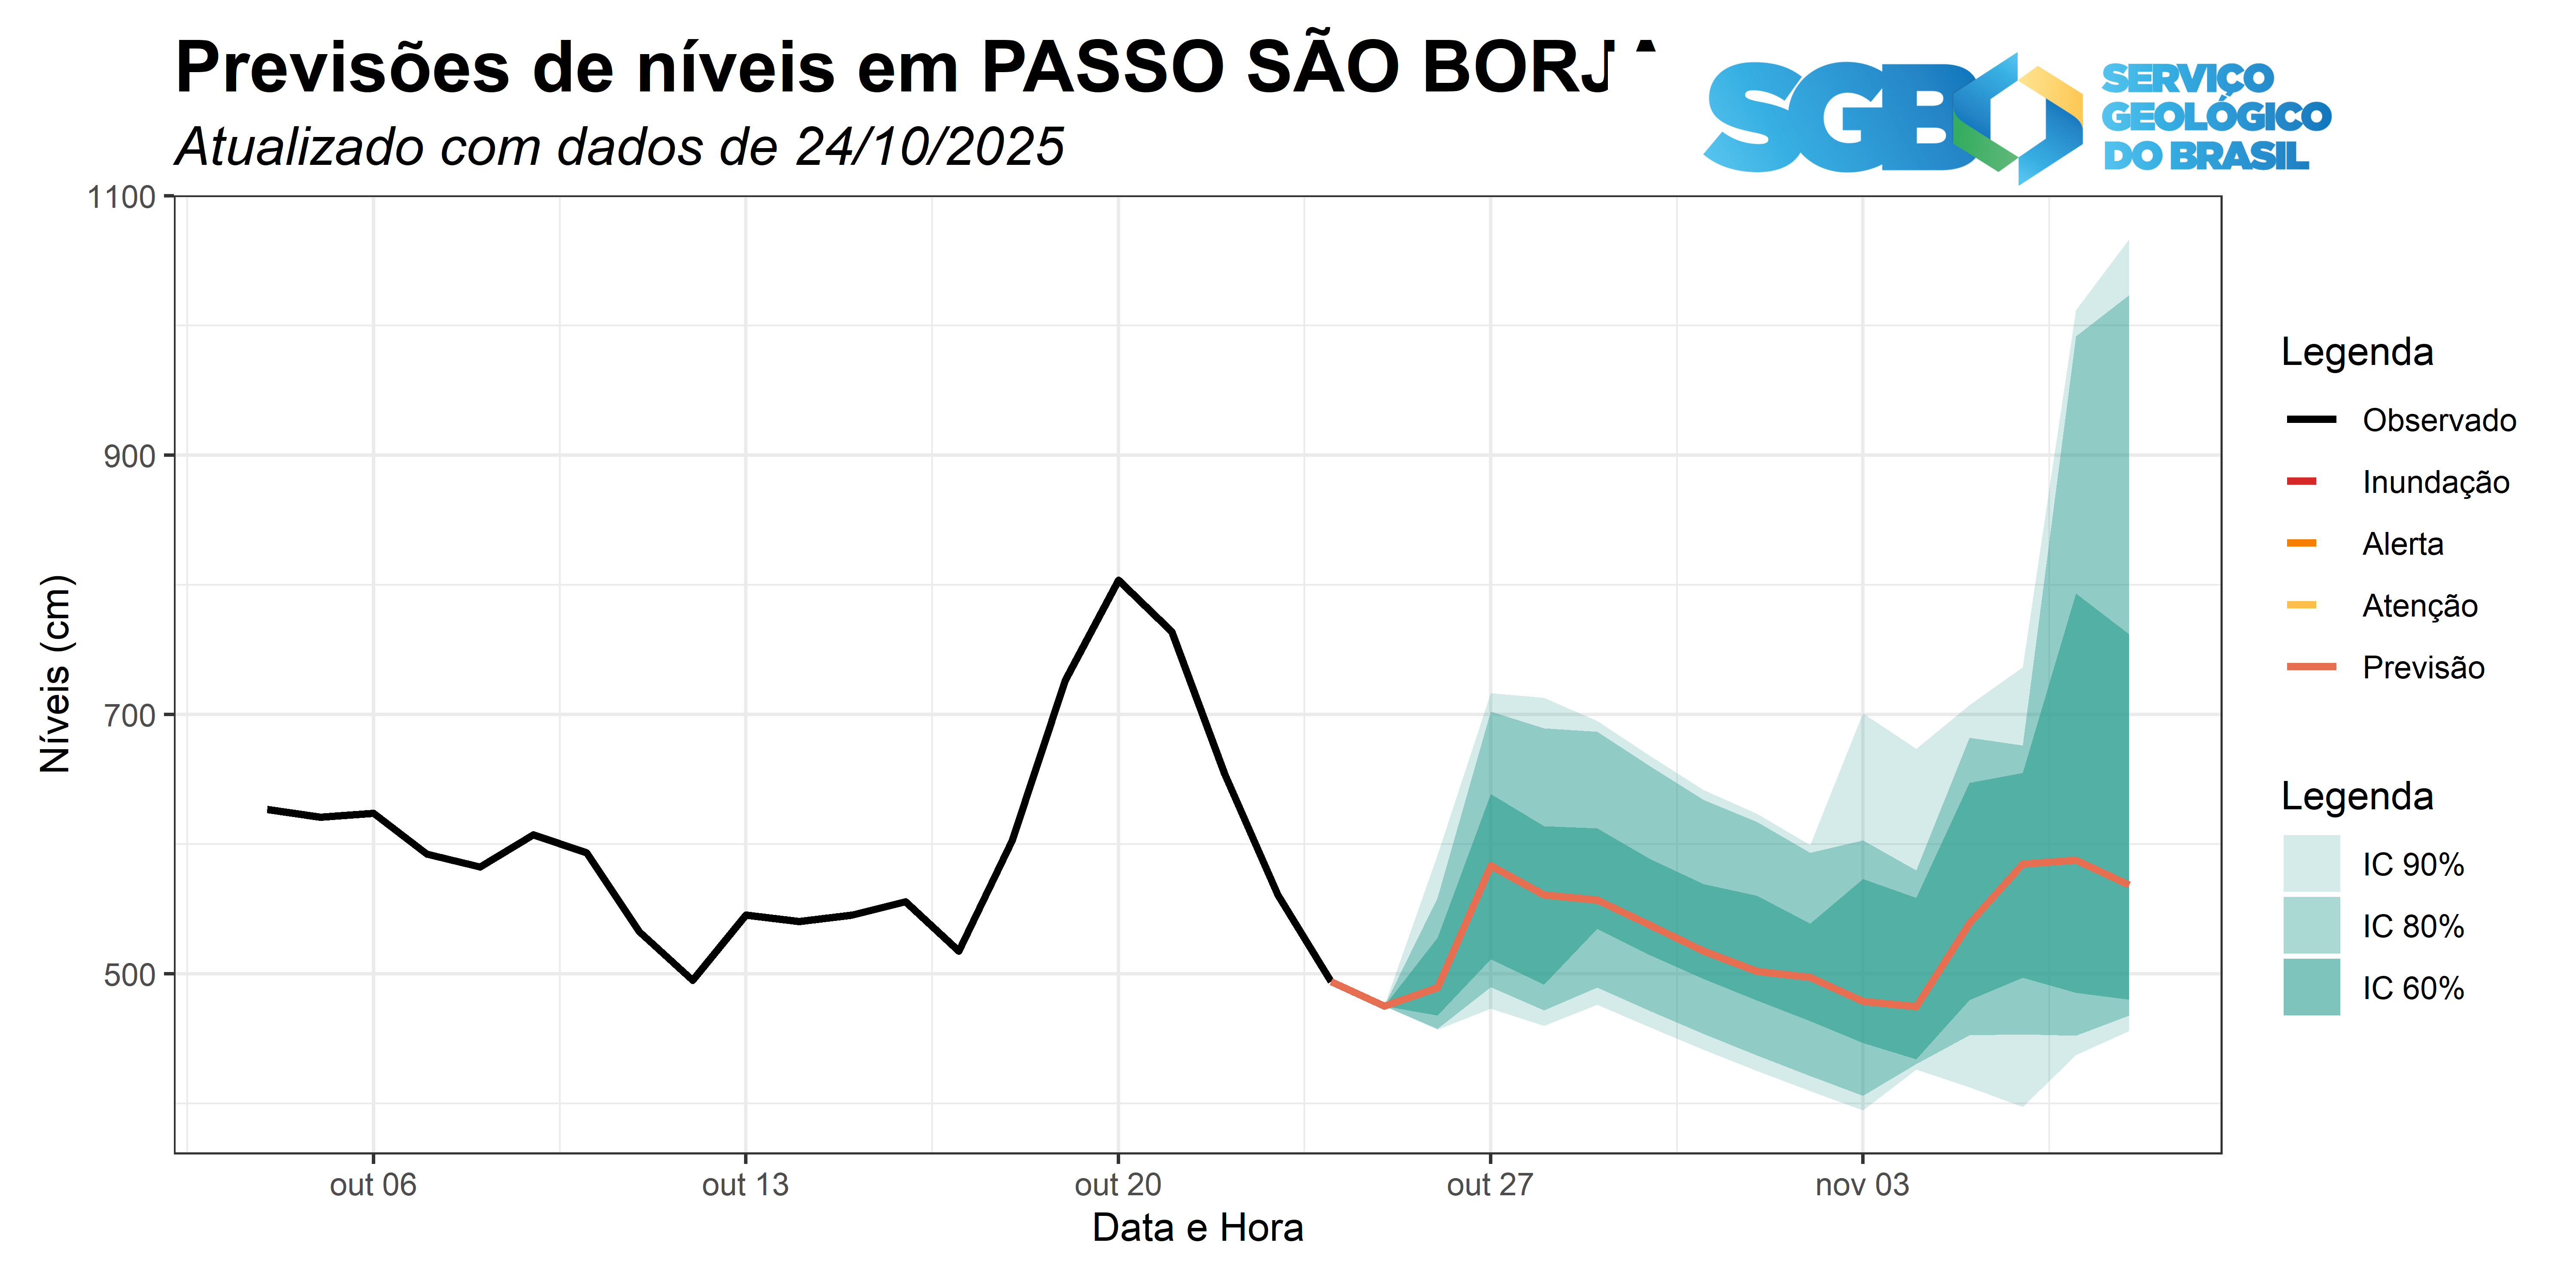 Previsões de níveis em PASSO SÃO
Atualizado com dados de 24/10/2025
SGB
SERVIÇO
GEOLÓGICO
DO BRASIL
1100
900
700
500
Níveis (cm)
out 06
out 13
out 20
out 27
nov 03
Data e Hora
Legenda
Observado
Inundação
Alerta
Atenção
Previsão
Legenda
IC 90%
IC 80%
IC 60%